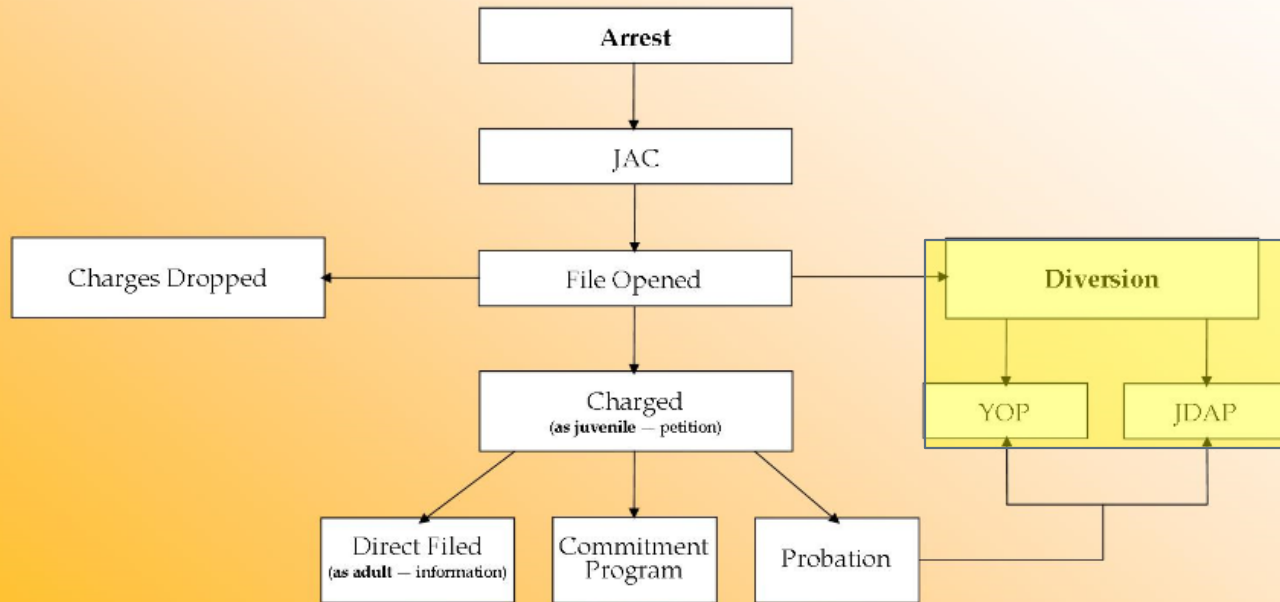 Arrest
JAC
Charges Dropped
File Opened
Diversion
Charged
(as juvenile — petition)
YOP
JDAP
Direct Filed
(as adult — information)
Commitment
Program
Probation